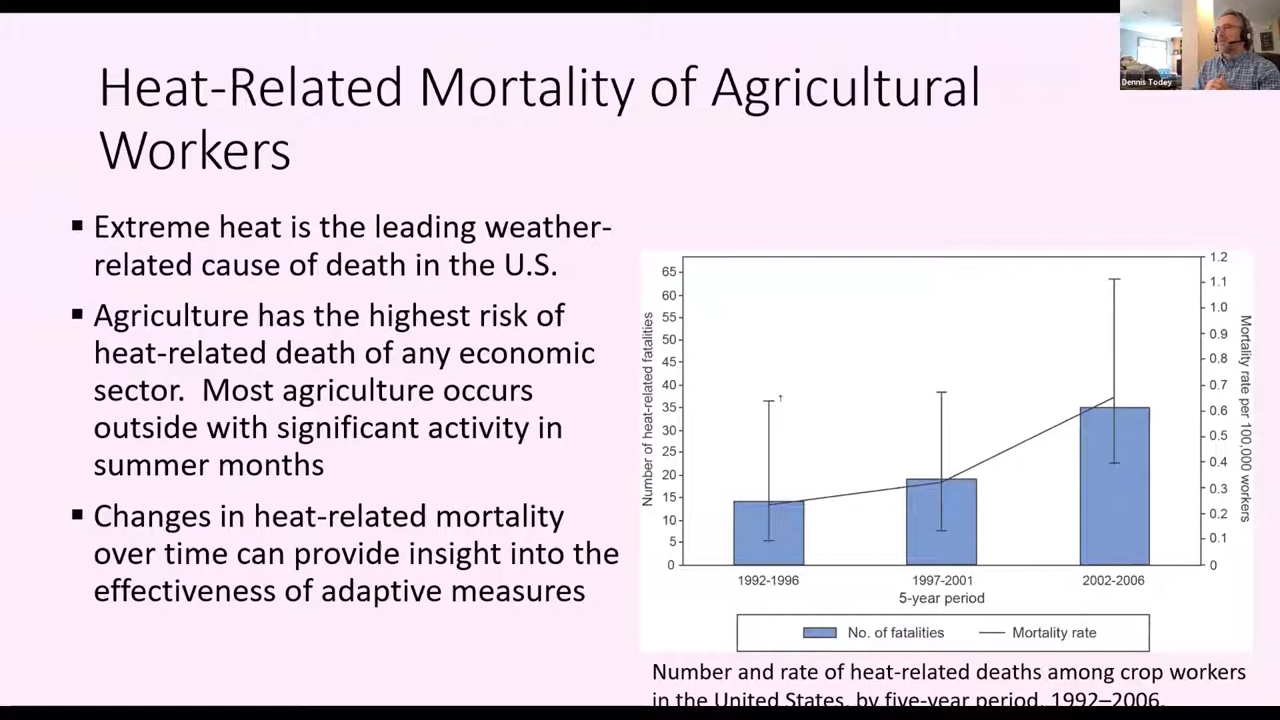 Dennis Todey
Heat-Related Mortality of Agricultural
Workers
▪ Extreme heat is the leading weather-
related cause of death in the U.S.
▪ Agriculture has the highest risk of
heat-related death of any economic
sector.  Most agriculture occurs
outside with significant activity in
summer months
▪ Changes in heat-related mortality
over time can provide insight into the
effectiveness of adaptive measures
Number of heat-related fatalities
65
60
55
50
45
40
35
30
25
20
15
10
5
0
†
1.2
1.1
1.0
0.9
0.8
0.7
0.6
0.5
0.4
0.3
0.2
0.1
0
Mortality rate per 100,000 workers
1992-1996 1997-2001 2002-2006
5-year period
No. of fatalities Mortality rate
Number and rate of heat-related deaths among crop workers
in the United States, by five-year period, 1992–2006.